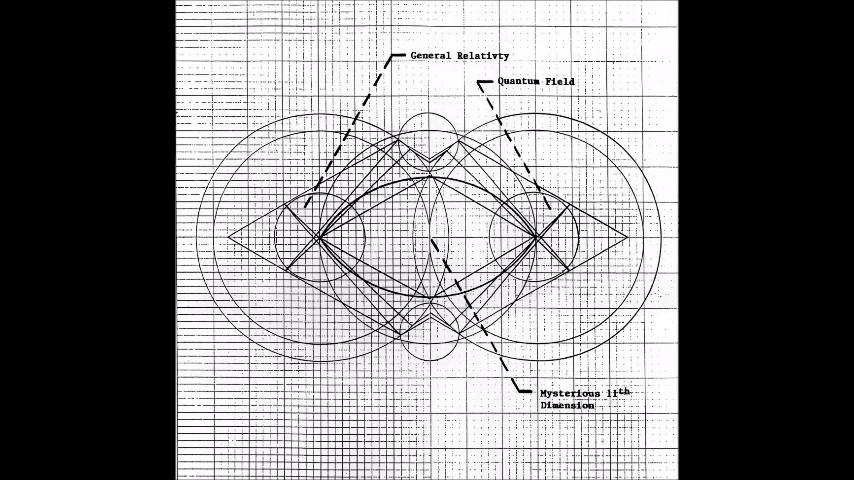 General Relativty
Quantum Field
Mysterious 11th
Dimension